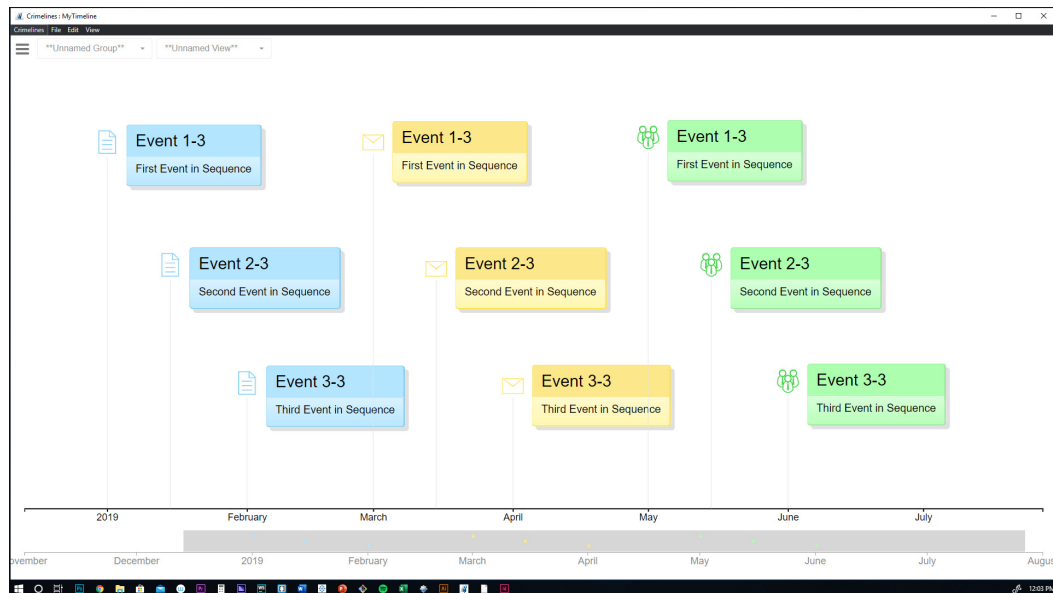 Crimelines : MyTimeline
Crimelines File Edit View
**Unnamed Group** **Unnamed View**
Event 1-3
First Event in Sequence
Event 1-3
First Event in Sequence
Event 1-3
First Event in Sequence
Event 2-3
Second Event in Sequence
Event 2-3
Second Event in Sequence
Event 2-3
Second Event in Sequence
Event 3-3
Third Event in Sequence
Event 3-3
Third Event in Sequence
Event 3-3
Third Event in Sequence
2019 February March April May June July
ovember December 2019 February March April May June July Augus
12:03 PM